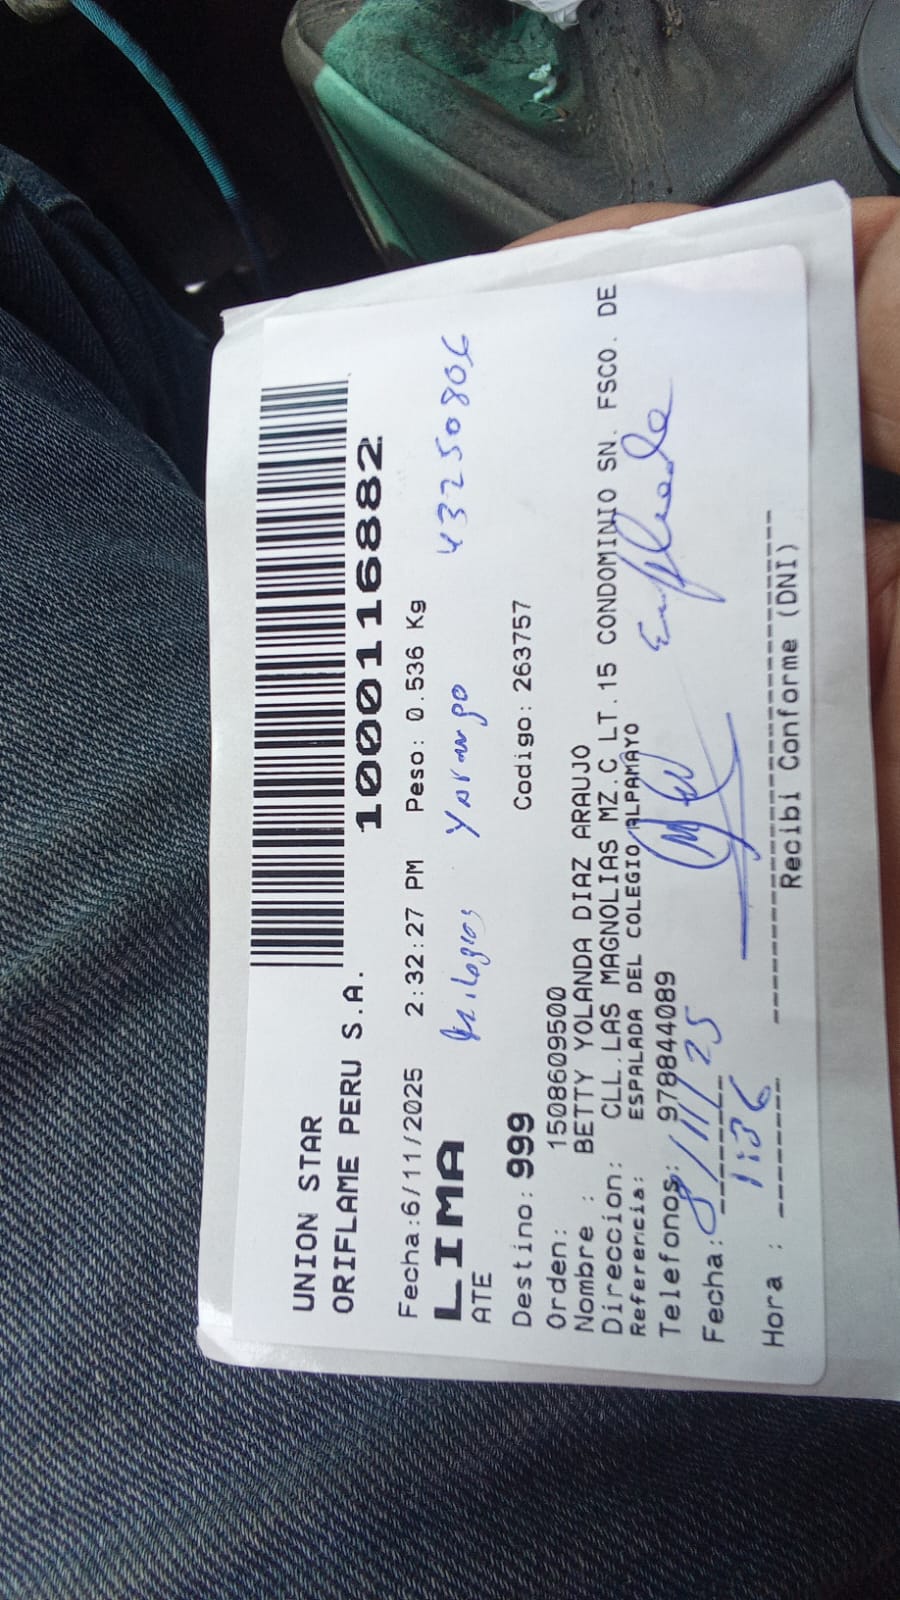 UNION STAR
ORIFLAME PERU S.A.
1000116882
Fecha:6/11/2025 2:32:27 PM Peso: 0.536 Kg
LIMA
Milagros Yarango 43250806
ATE
Destino: 999 Codigo: 263757
Orden: 1508609500
Nombre : BETTY YOLANDA DIAZ ARAUJO
Direccion: CLL.LAS MAGNOLIAS MZ.C LT.15 CONDOMINIO SN. FSCO. DE
Referencia: ESPALADA DEL COLEGIO ALPAMAYO
Telefonos: 978844089
Empleada
Fecha: 8/11/25
Hora : 1:36
Recibi Conforme (DNI)